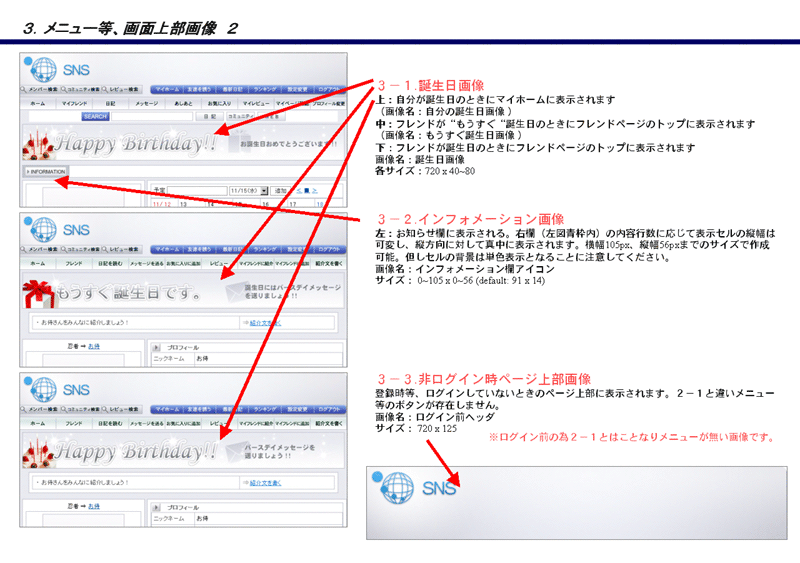 ３．メニュー等、画面上部画像　２
SNS
メンバー検索 コミュニティ検索 レビュー検索
マイホーム 友達を誘う 最新日記 ランキング 設定変更 ログアウト
ホーム マイフレンド 日記 メッセージ あしあと お気に入り マイレビュー マイページ プロフィール変更
SEARCH 日記 コミュニティ
Happy Birthday!!
お誕生日おめでとうございます!!
INFORMATION
予定 11/15(水) 追加
11/12 13 14 15 16 17
３－１.誕生日画像
上：自分が誕生日のときにマイホームに表示されます
（画像名：自分の誕生日画像 ）
中：フレンドが “もうすぐ “誕生日のときにフレンドページのトップに表示されます
（画像名：もうすぐ誕生日画像 ）
下：フレンドが誕生日のときにフレンドページのトップに表示されます
画像名：誕生日画像
各サイズ：720 x 40~80
SNS
メンバー検索 コミュニティ検索 レビュー検索
マイホーム 友達を誘う 最新日記 ランキング 設定変更 ログアウト
ホーム フレンド 日記を読む メッセージを送る お気に入りに追加 レビュー マイフレンドに紹介 マイフレンドに追加 紹介文を書く
もうすぐ誕生日です。
誕生日にはバースデイメッセージ
を送りましょう!!
・お侍さんをみんなに紹介しましょう！
⇒紹介文を書く
忍者 ⇒ お侍
プロフィール
ニックネーム お侍
３－２.インフォメーション画像
左：お知らせ欄に表示される。右欄（左図青枠内）の内容行数に応じて表示セルの縦幅は
可変し、縦方向に対して真中に表示されます。横幅105px、縦幅56pxまでのサイズで作成
可能。但しセルの背景は単色表示となることに注意してください。
画像名：インフォメーション欄アイコン
サイズ： 0~105 x 0~56 (default: 91 x 14)
SNS
メンバー検索 コミュニティ検索 レビュー検索
マイホーム 友達を誘う 最新日記 ランキング 設定変更 ログアウト
ホーム フレンド 日記を読む メッセージを送る お気に入りに追加 レビュー マイフレンドに紹介 マイフレンドに追加 紹介文を書く
Happy Birthday!!
バースデイメッセージを
送りましょう!!
・お侍さんをみんなに紹介しましょう！
⇒紹介文を書く
忍者 ⇒ お侍
プロフィール
ニックネーム お侍
３－３.非ログイン時ページ上部画像
登録時等、ログインしていないときのページ上部に表示されます。２－１と違いメニュー
等のボタンが存在しません。
画像名：ログイン前ヘッダ
サイズ： 720 x 125
※ログイン前の為２－１とはことなりメニューが無い画像です。
SNS